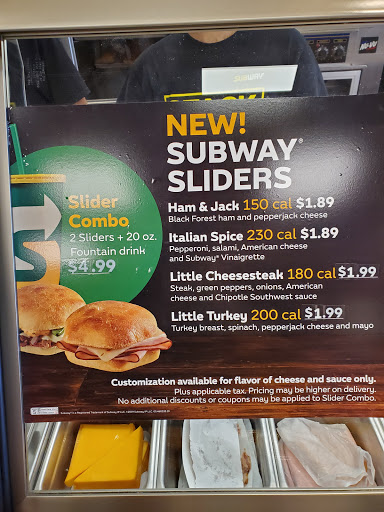 SUBWAY
NEW!
SUBWAY®
SLIDERS
Slider
Combo
2 Sliders + 20 oz.
Fountain drink
$4.99
Ham & Jack 150 cal $1.89
Black Forest ham and pepperjack cheese
Italian Spice 230 cal $1.89
Pepperoni, salami, American cheese
and Subway® Vinaigrette
Little Cheesesteak 180 cal $1.99
Steak, green peppers, onions, American
cheese and Chipotle Southwest sauce
Little Turkey 200 cal $1.99
Turkey breast, spinach, pepperjack cheese and mayo
Customization available for flavor of cheese and sauce only.
Plus applicable tax. Pricing may be higher on delivery.
No additional discounts or coupons may be applied to Slider Combo.